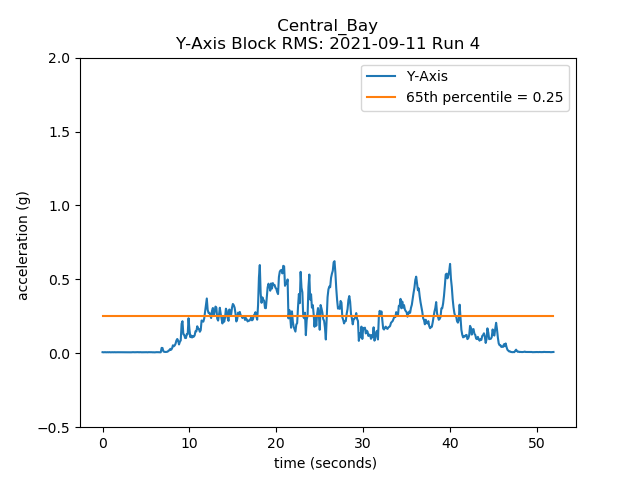 Central_Bay
Y-Axis Block RMS: 2021-09-11 Run 4
2.0
1.5
1.0
0.5
0.0
−0.5
acceleration (g)
Y-Axis
65th percentile = 0.25
0
10
20
30
40
50
time (seconds)